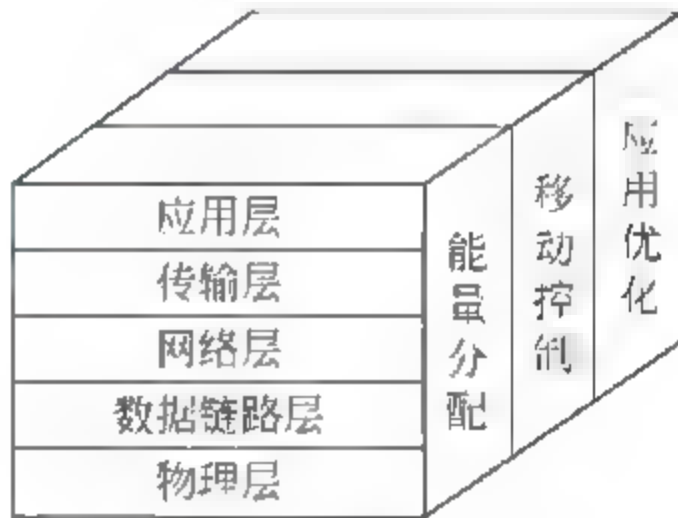 应用层
传输层
网络层
数据链路层
物理层
能量分配
移动控制
应用优化